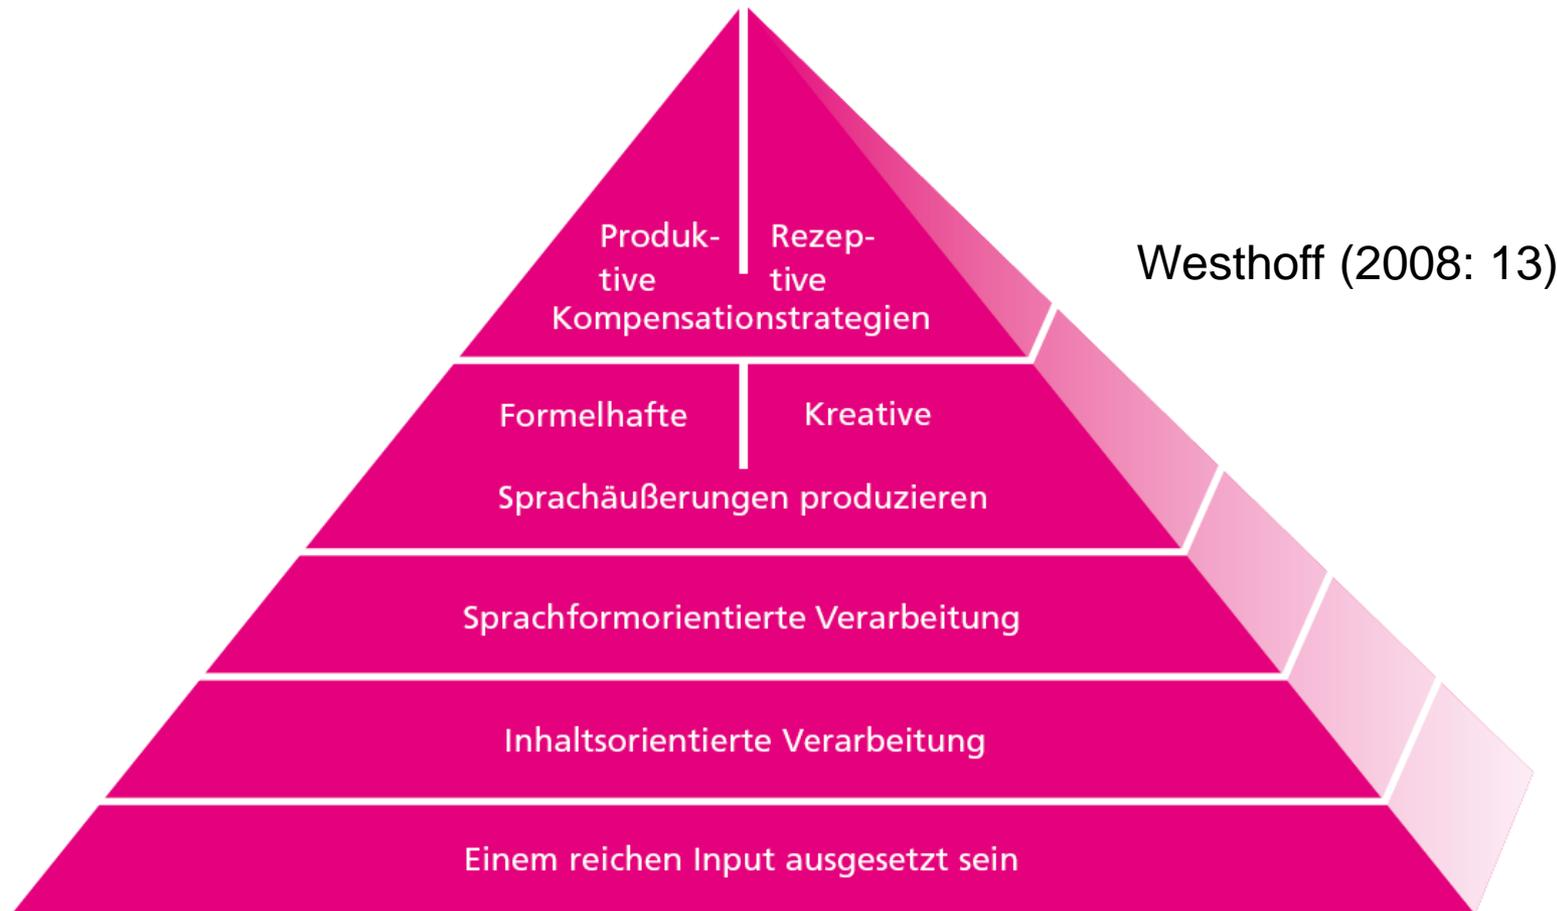 Produk-
tive
Rezep-
tive
Kompensationstrategien
Westhoff (2008: 13)
Formelhafte
Kreative
Sprachäußerungen produzieren
Sprachformorientierte Verarbeitung
Inhaltsorientierte Verarbeitung
Einem reichen Input ausgesetzt sein